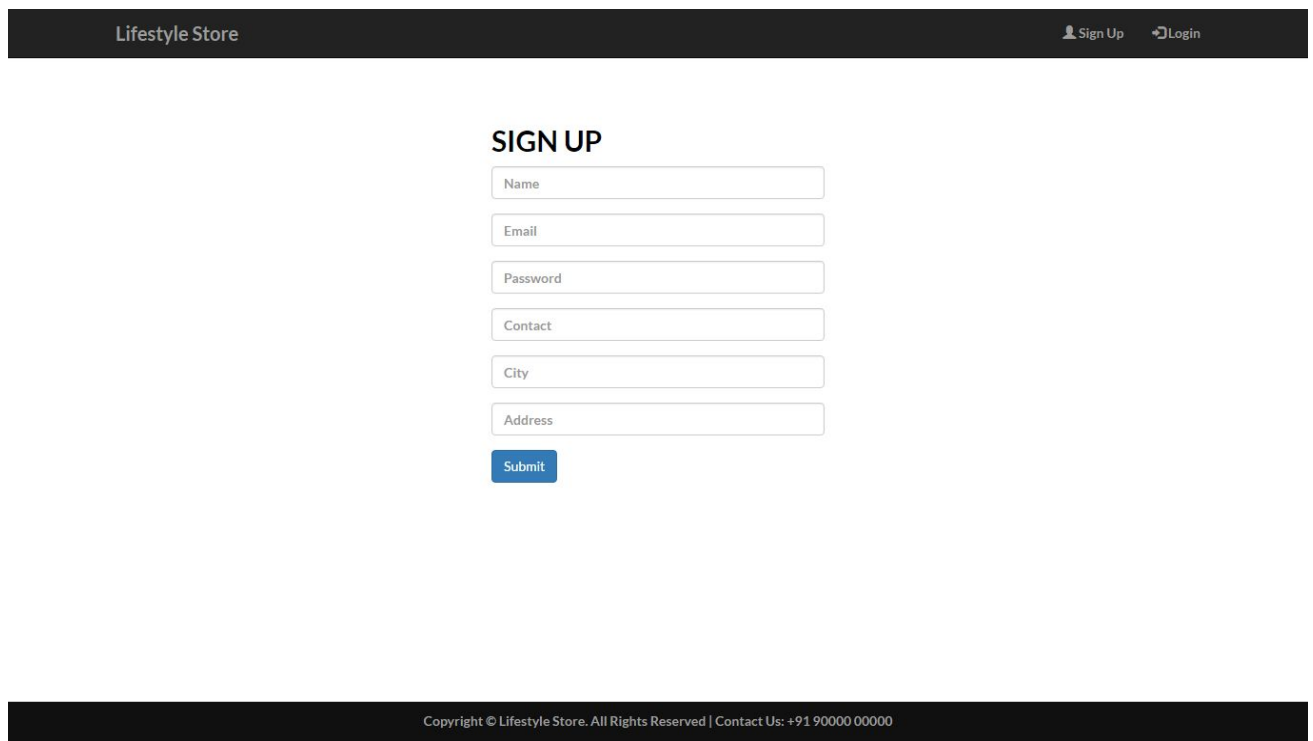 Lifestyle Store Sign Up Login
SIGN UP
Name
Email
Password
Contact
City
Address
Submit
Copyright © Lifestyle Store. All Rights Reserved | Contact Us: +91 90000 00000